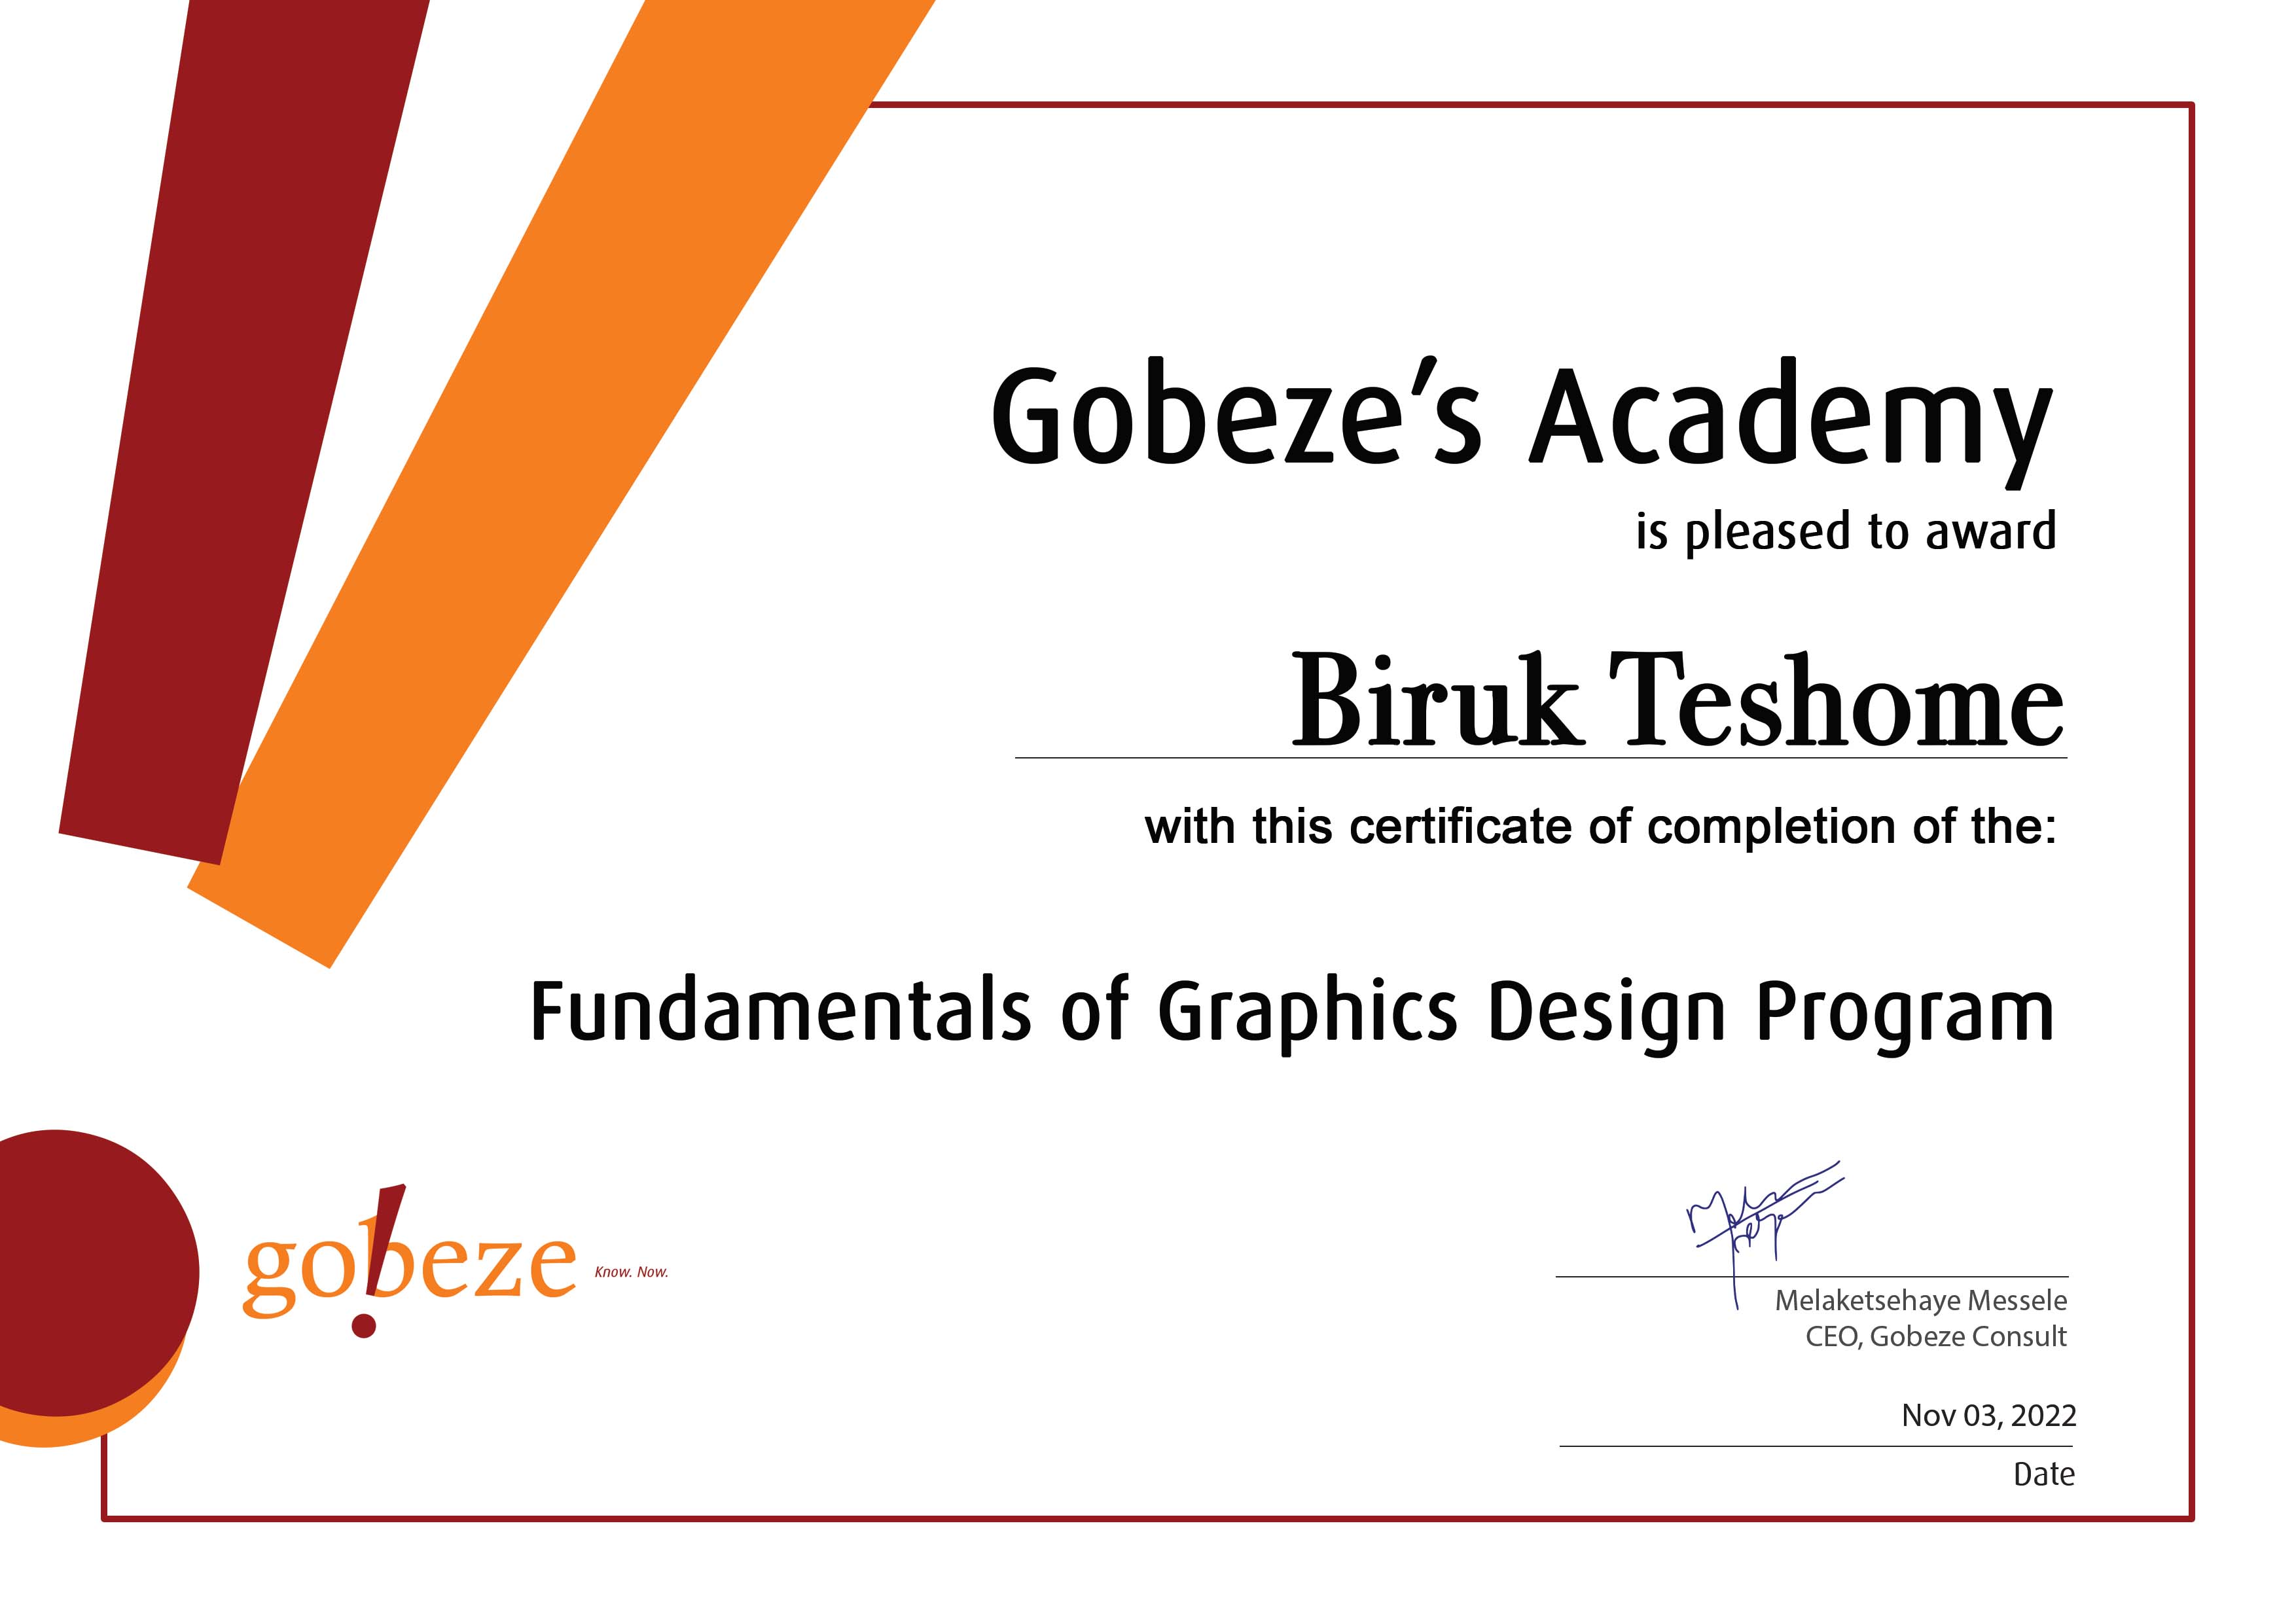 Gobeze's Academy
is pleased to award
Biruk Teshome
with this certificate of completion of the:
Fundamentals of Graphics Design Program
gobeze Know. Now.
Melaketsehaye Messele
CEO, Gobeze Consult
Nov 03, 2022
Date